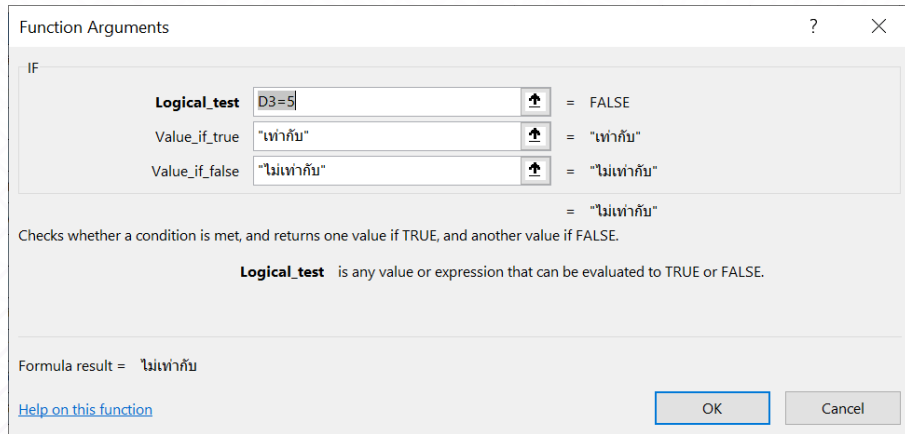 Function Arguments ? ×
IF
Logical_test D3=5 = FALSE
Value_if_true "เท่ากับ" = "เท่ากับ"
Value_if_false "ไม่เท่ากับ" = "ไม่เท่ากับ"
= "ไม่เท่ากับ"
Checks whether a condition is met, and returns one value if TRUE, and another value if FALSE.
Logical_test is any value or expression that can be evaluated to TRUE or FALSE.
Formula result = ไม่เท่ากับ
Help on this function OK Cancel